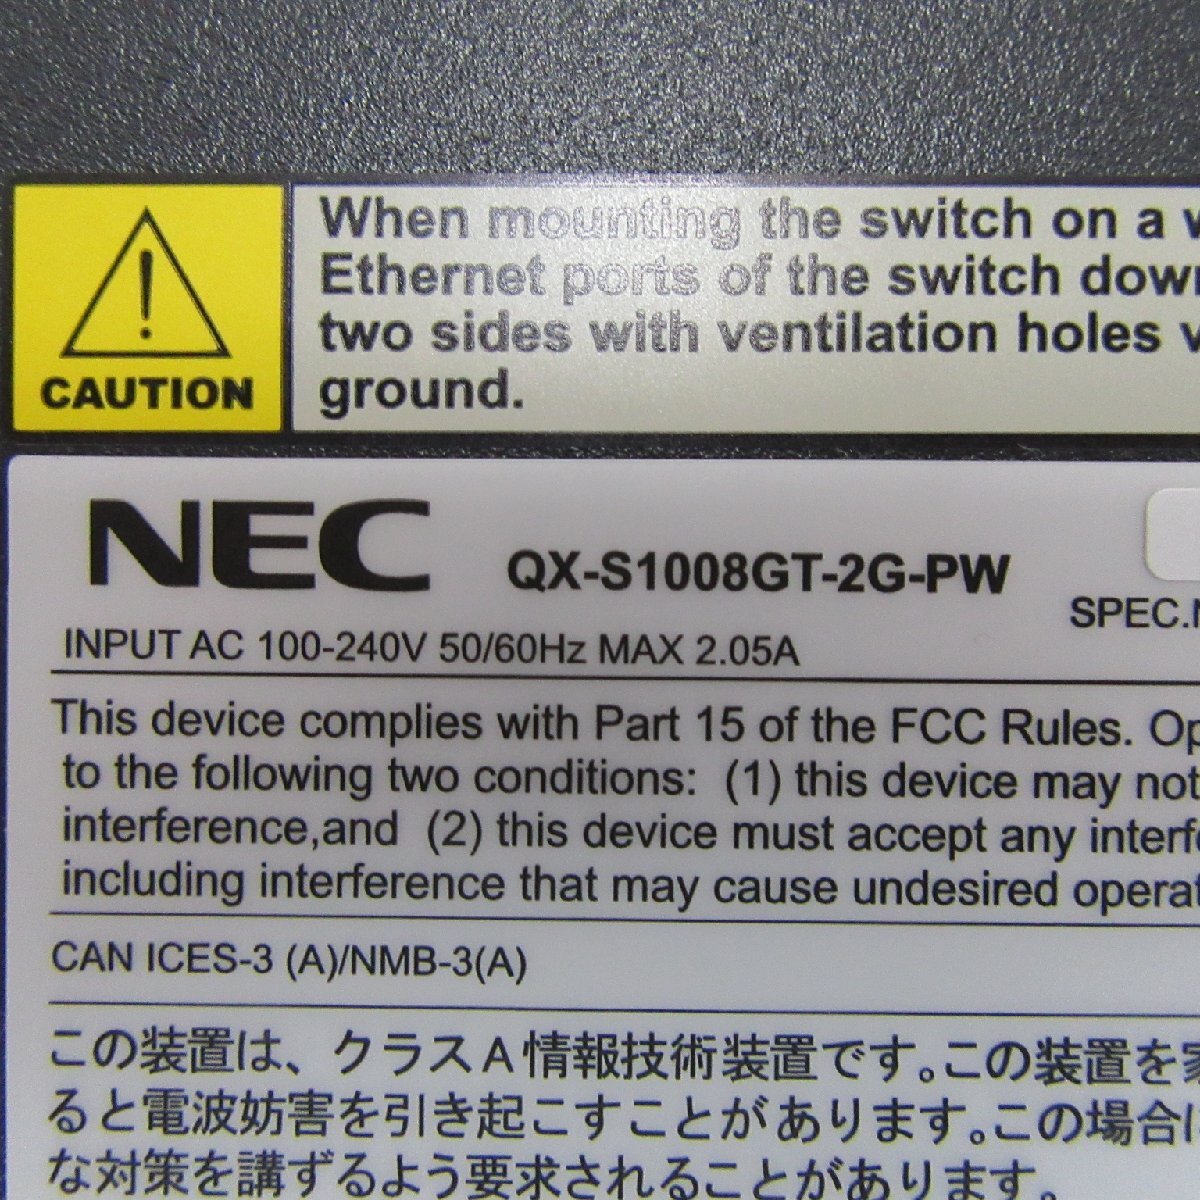 When mounting the switch on a
Ethernet ports of the switch down
two sides with ventilation holes
ground.
CAUTION
NEC
QX-S1008GT-2G-PW
SPEC.
INPUT AC 100-240V 50/60Hz MAX 2.05A
This device complies with Part 15 of the FCC Rules.
to the following two conditions: (1) this device may not
interference,and (2) this device must accept any
including interference that may cause undesired
CAN ICES-3 (A)/NMB-3(A)
この装置は、クラスA情報技術装置です。この装置を
ると電波妨害を引き起こすことがあります。この場合
な対策を講ずるよう要求されることがあります。